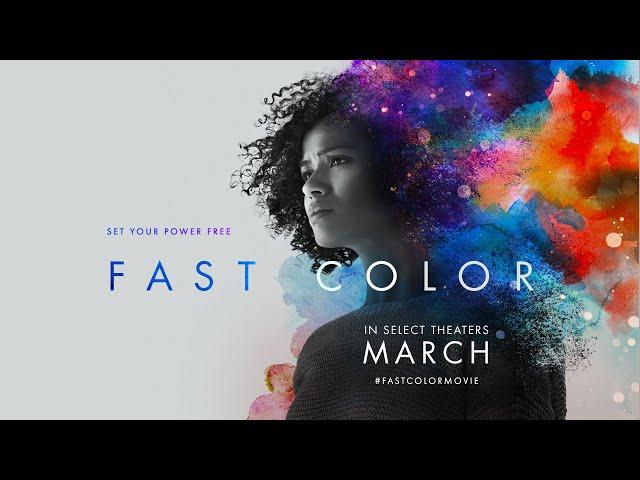 SET YOUR POWER FREE
FAST COLOR
IN SELECT THEATERS
MARCH
#FASTCOLORMOVIE